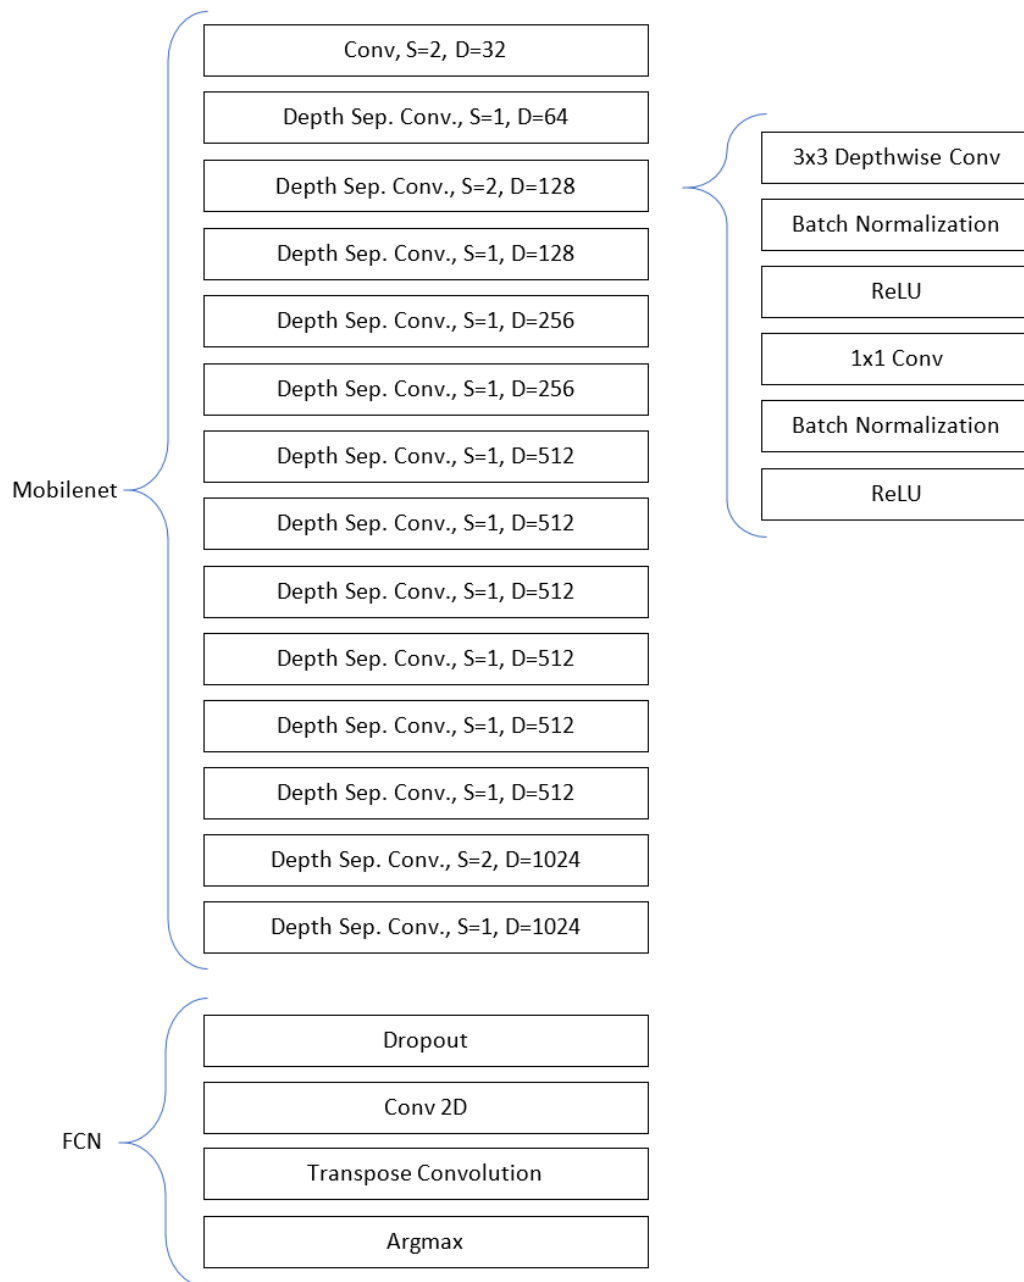 Conv, S=2, D=32
Depth Sep. Conv., S=1, D=64
Depth Sep. Conv., S=2, D=128
Depth Sep. Conv., S=1, D=128
Depth Sep. Conv., S=1, D=256
Depth Sep. Conv., S=1, D=256
Depth Sep. Conv., S=1, D=512
Depth Sep. Conv., S=1, D=512
Depth Sep. Conv., S=1, D=512
Depth Sep. Conv., S=1, D=512
Depth Sep. Conv., S=1, D=512
Depth Sep. Conv., S=1, D=512
Depth Sep. Conv., S=2, D=1024
Depth Sep. Conv., S=1, D=1024
Mobilenet
3x3 Depthwise Conv
Batch Normalization
ReLU
1x1 Conv
Batch Normalization
ReLU
FCN
Dropout
Conv 2D
Transpose Convolution
Argmax